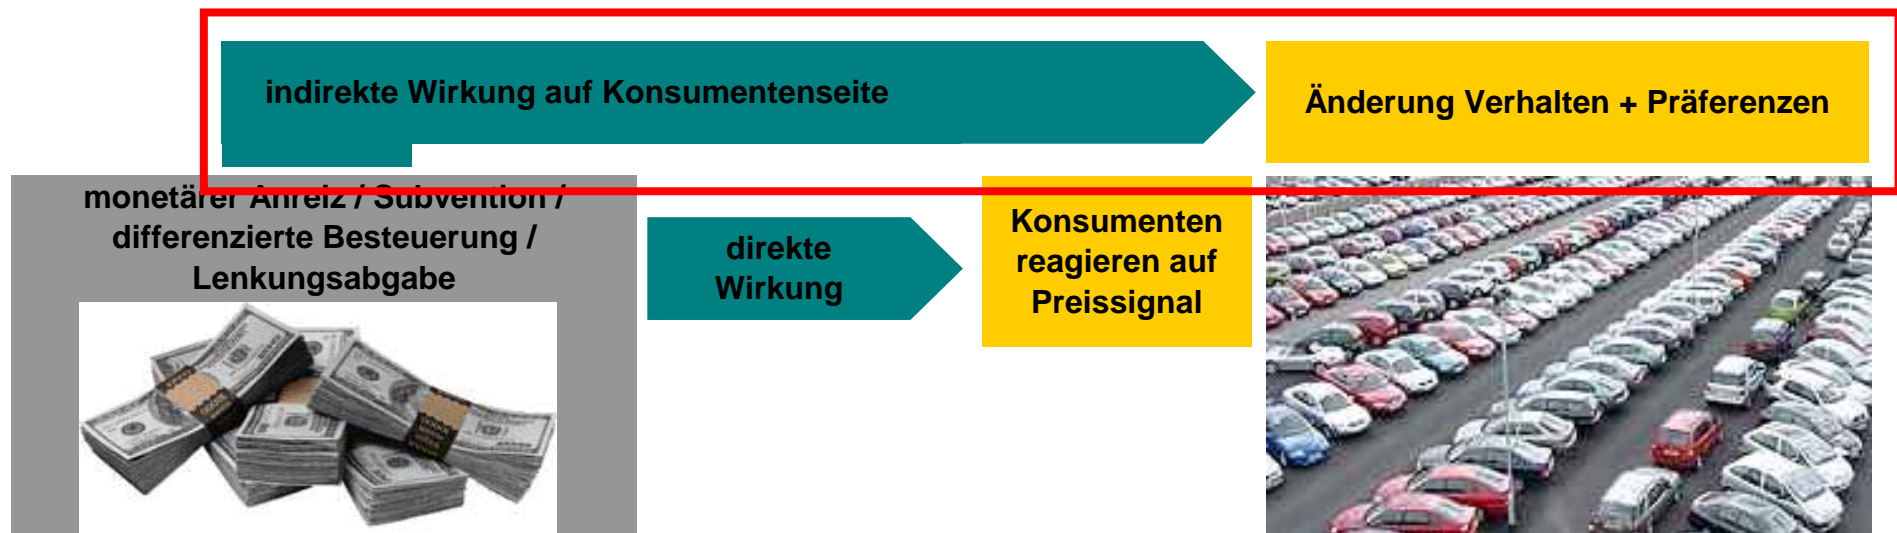 indirekte Wirkung auf Konsumentenseite
Änderung Verhalten + Präferenzen
monetärer Anreiz / Subvention /
differenzierte Besteuerung /
Lenkungsabgabe
direkte
Wirkung
Konsumenten
reagieren auf
Preissignal